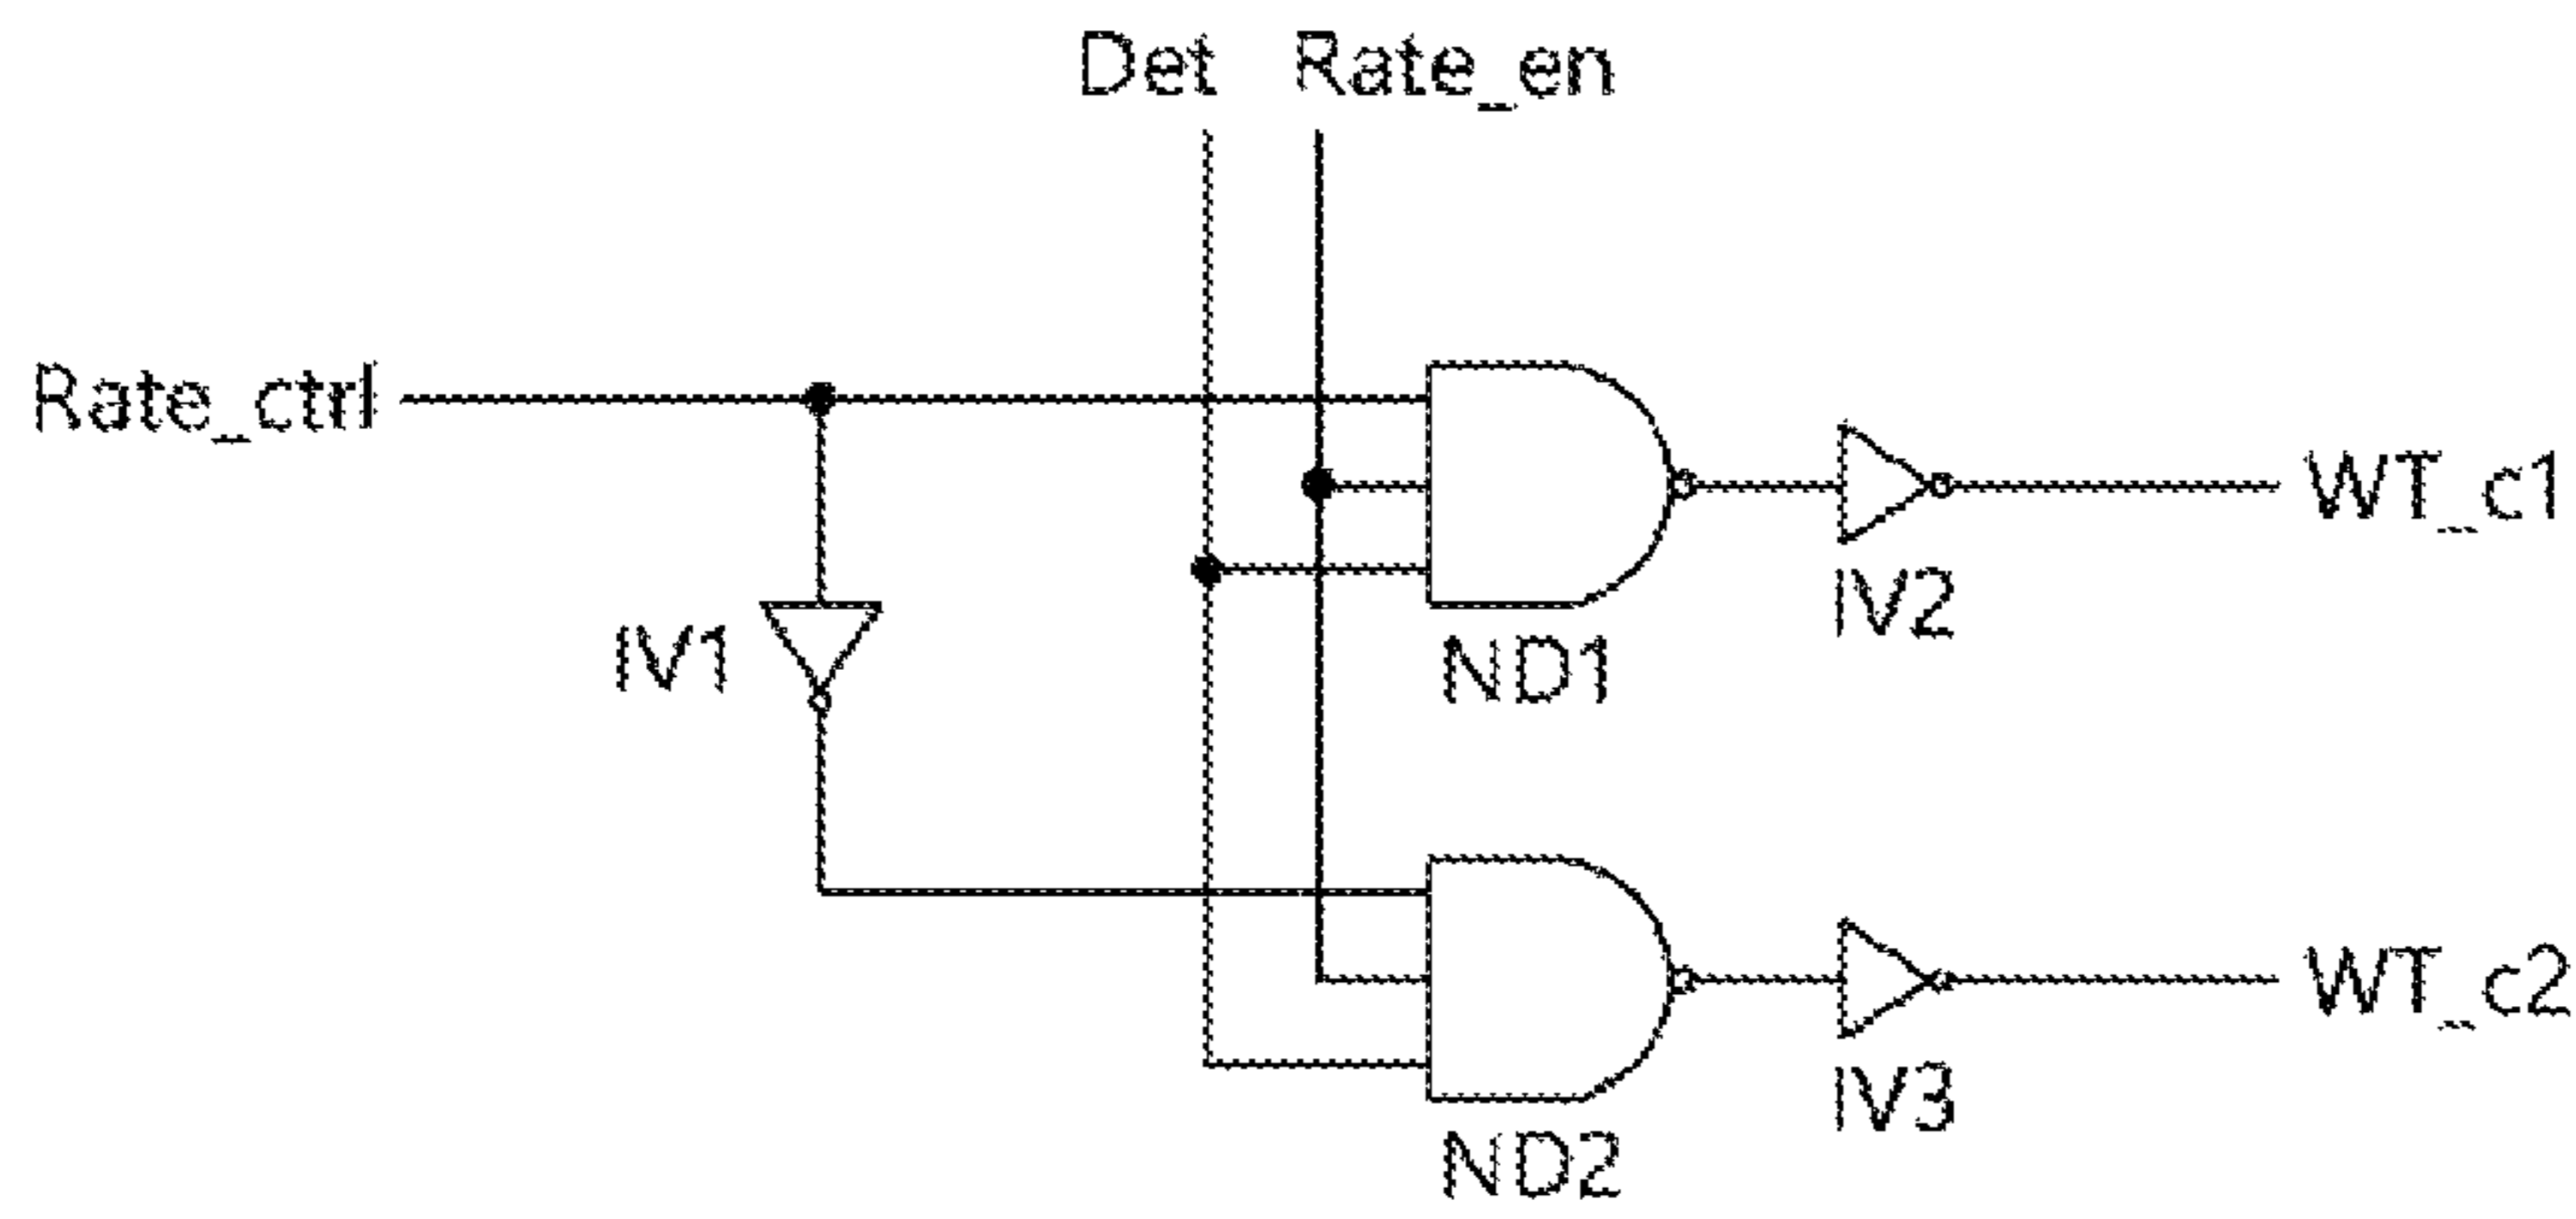 Det Rate_en
Rate_ctrl
WT_c1
IV2
IV1
ND1
WT_c2
IV3
ND2